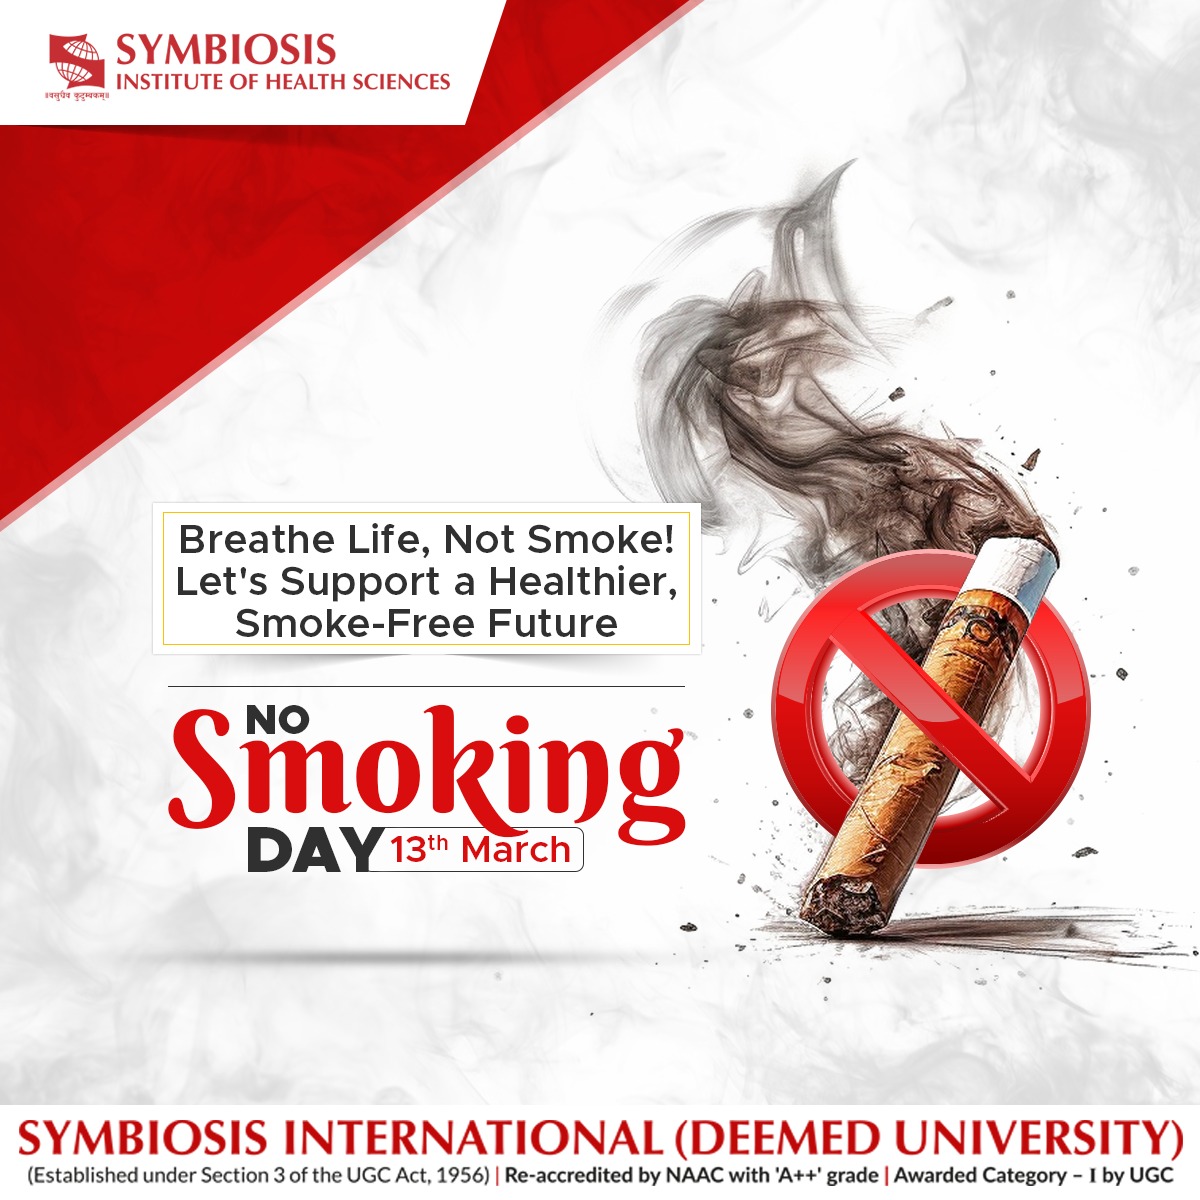 SYMBIOSIS
INSTITUTE OF HEALTH SCIENCES
॥वसुधैव कुटुम्बकम्॥
Breathe Life, Not Smoke!
Let's Support a Healthier,
Smoke-Free Future
NO
Smoking
DAY 13th March
SYMBIOSIS INTERNATIONAL (DEEMED UNIVERSITY)
(Established under Section 3 of the UGC Act, 1956) | Re-accredited by NAAC with 'A++' grade | Awarded Category – I by UGC